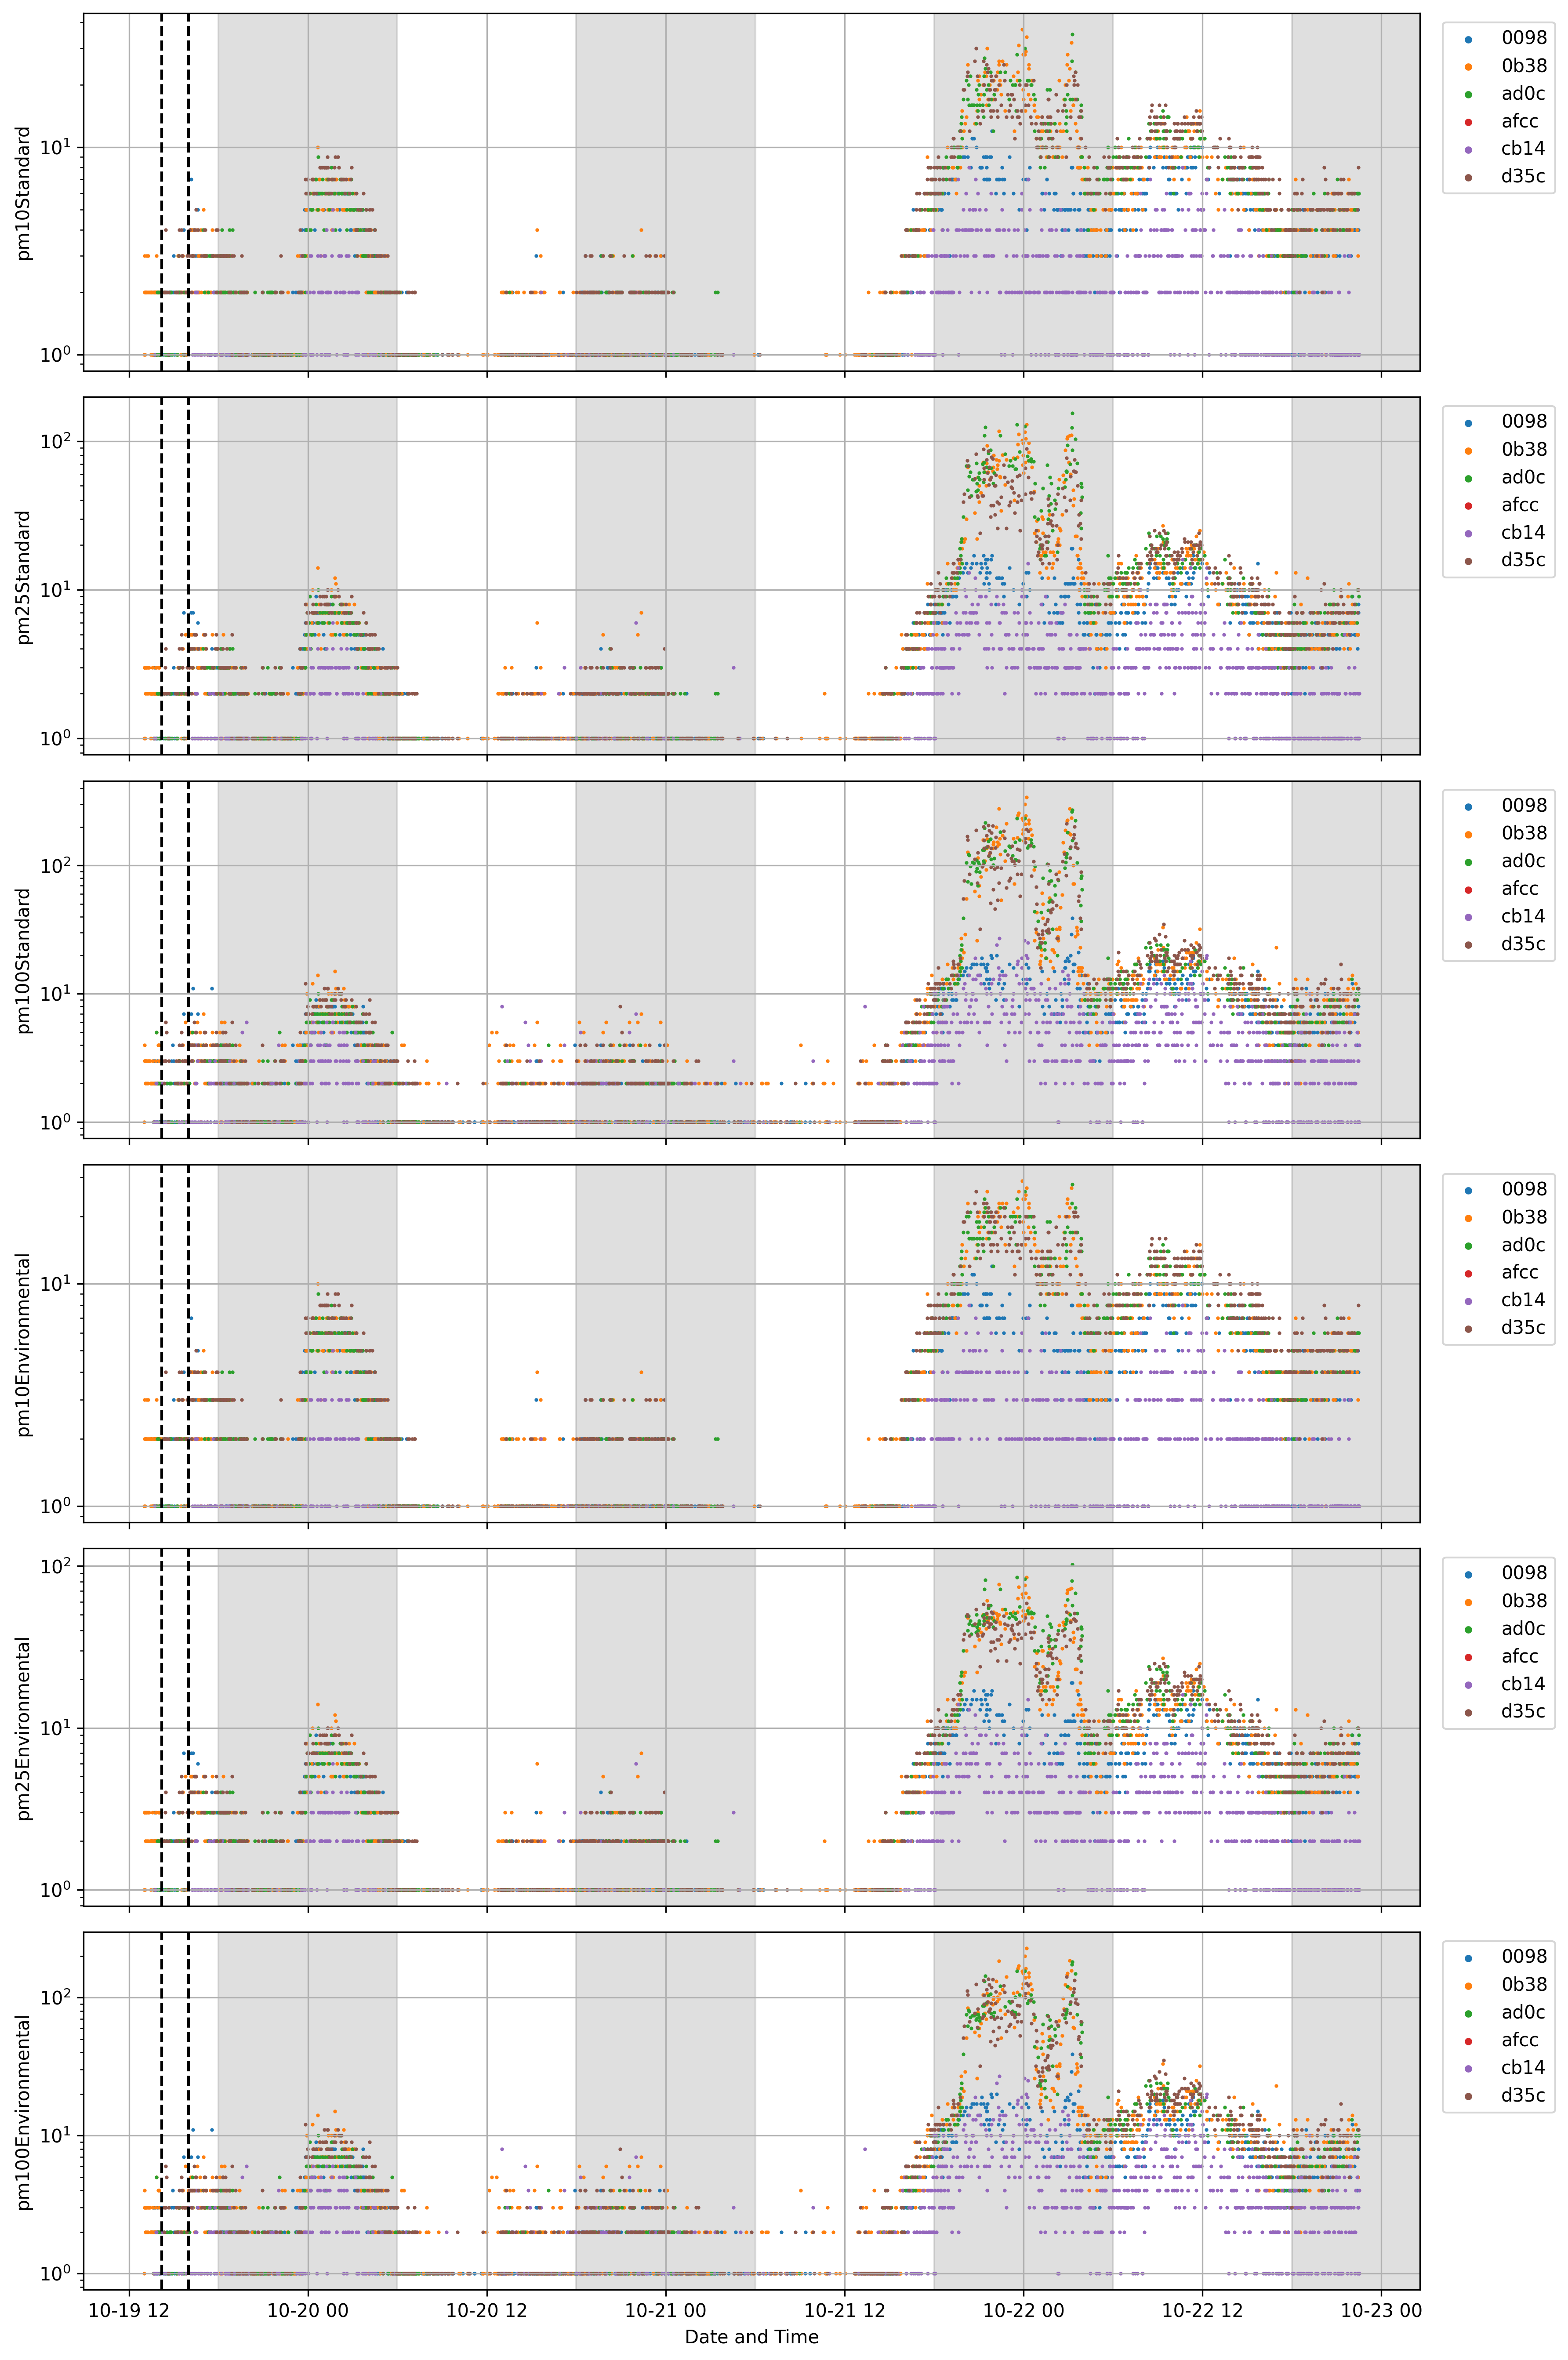 pm10Standard
10¹
10⁰
0098
0b38
ad0c
afcc
cb14
d35c
pm25Standard
10²
10¹
10⁰
0098
0b38
ad0c
afcc
cb14
d35c
pm100Standard
10²
10¹
10⁰
0098
0b38
ad0c
afcc
cb14
d35c
pm10Environmental
10¹
10⁰
0098
0b38
ad0c
afcc
cb14
d35c
pm25Environmental
10²
10¹
10⁰
0098
0b38
ad0c
afcc
cb14
d35c
pm100Environmental
10²
10¹
10⁰
0098
0b38
ad0c
afcc
cb14
d35c
10-19 12 10-20 00 10-20 12 10-21 00 10-21 12 10-22 00 10-22 12 10-23 00
Date and Time